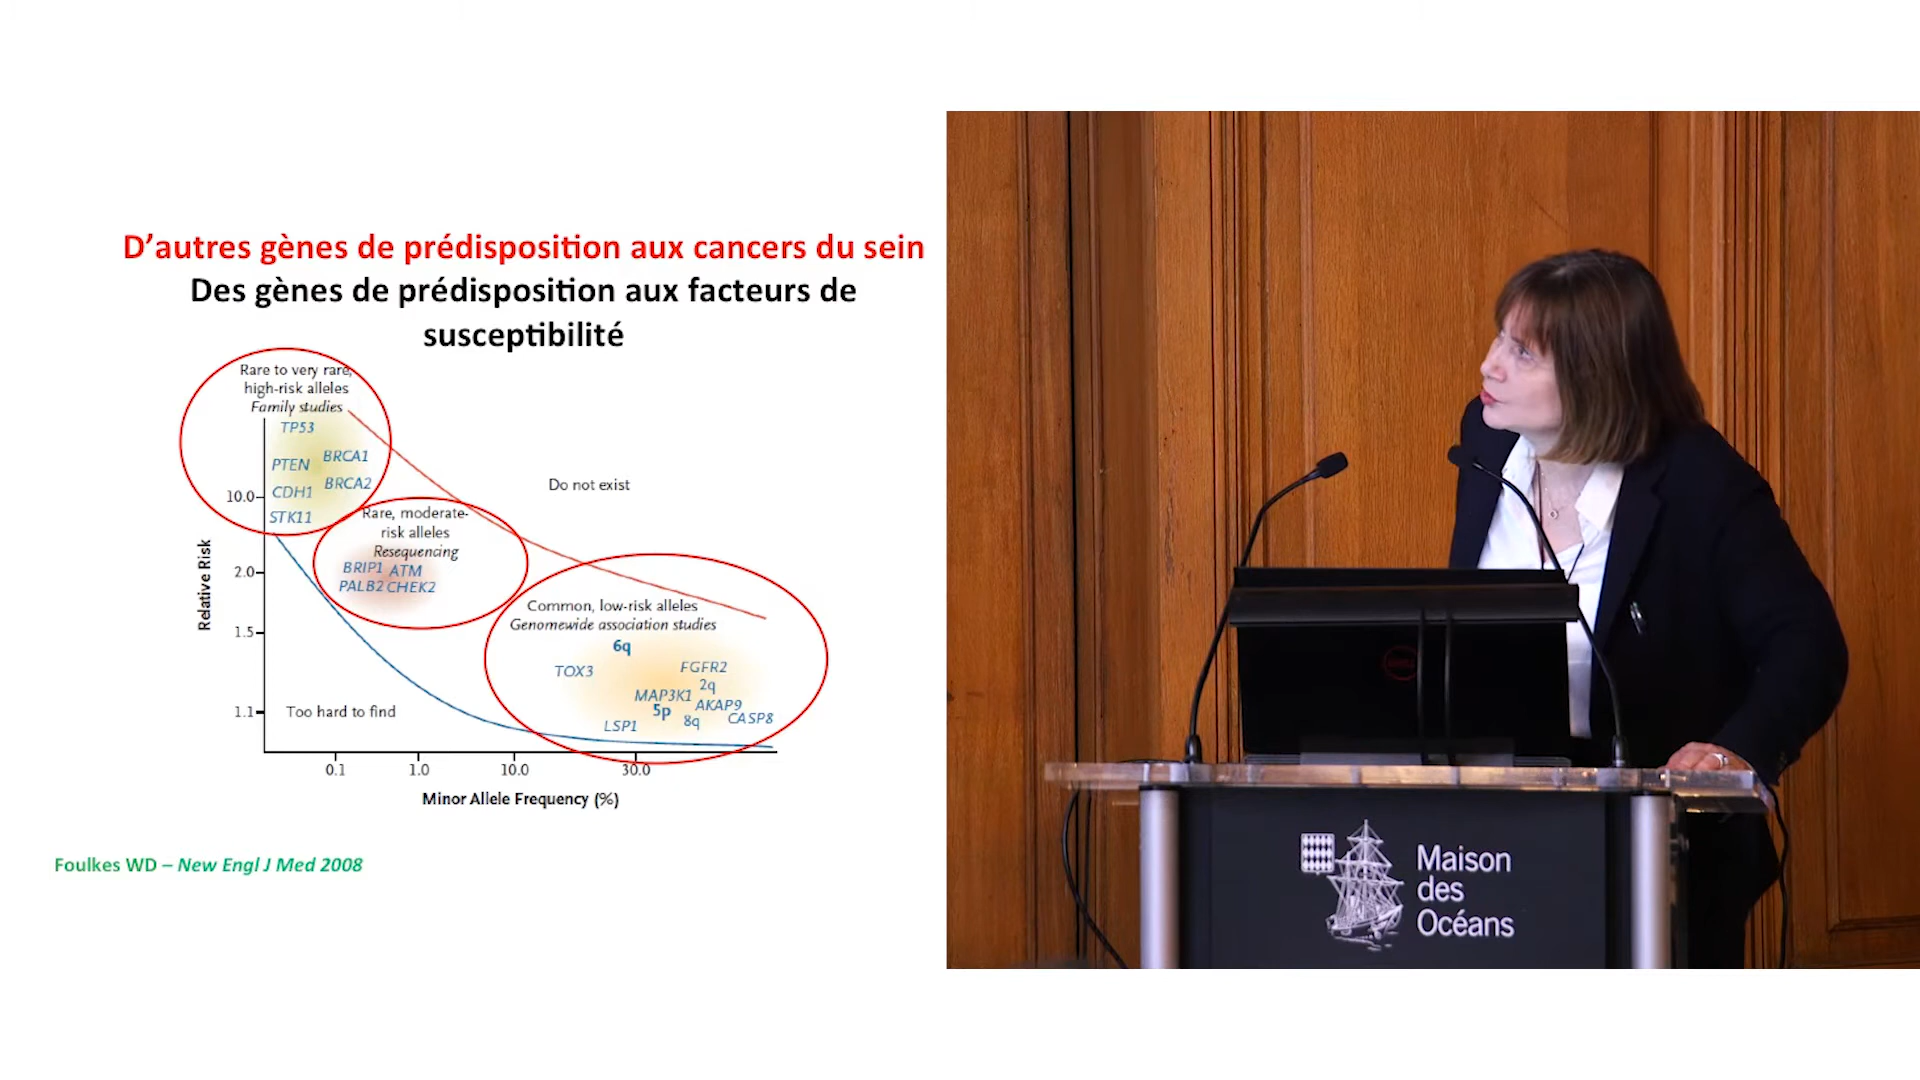 D'autres gènes de prédisposition aux cancers du sein
Des gènes de prédisposition aux facteurs de
susceptibilité
Rare to very rare,
high-risk alleles
Family studies
TP53
PTEN
BRCA1
CDH1
BRCA2
STK11
Rare, moderate-
risk alleles
Resequencing
BRIP1 ATM
PALB2 CHEK2
Do not exist
Common, low-risk alleles
Genomewide association studies
6q
TOX3
FGFR2
2q
MAP3K1
AKAP9
5p
8q
CASP8
LSP1
Too hard to find
Relative Risk
10.0
2.0
1.5
1.1
0.1
1.0
10.0
30.0
Minor Allele Frequency (%)
Foulkes WD – New Engl J Med 2008
Maison
des
Océans